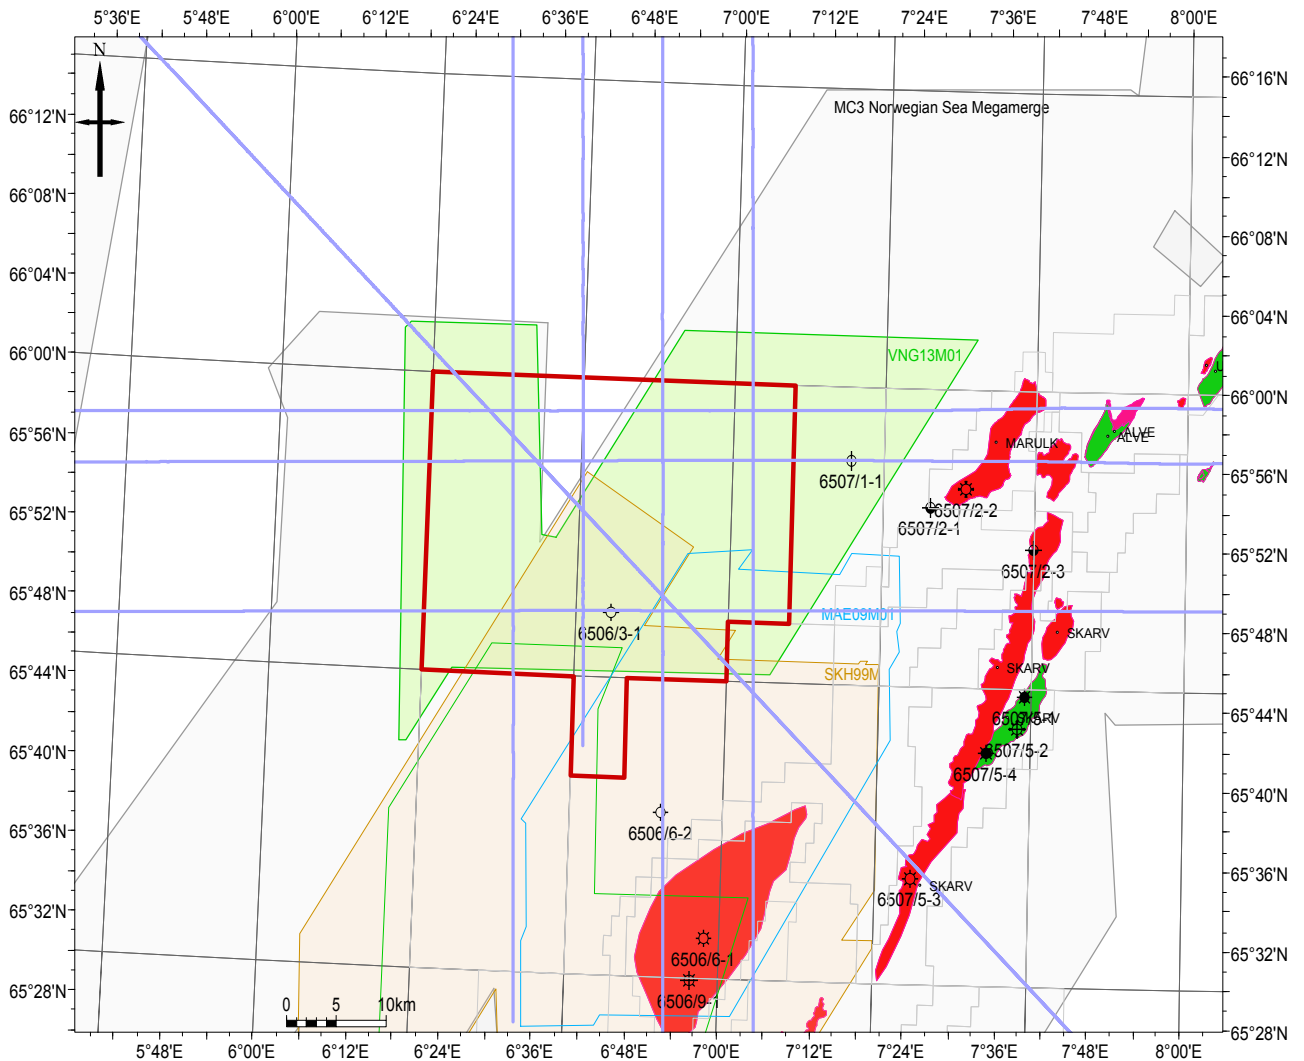 5°36'E 5°48'E 6°00'E 6°12'E 6°24'E 6°36'E 6°48'E 7°00'E 7°12'E 7°24'E 7°36'E 7°48'E 8°00'E
N
66°16'N
MC3 Norwegian Sea Megamerge
66°12'N
66°12'N
66°08'N
66°08'N
66°04'N
66°04'N
66°00'N
VNG13M01
66°00'N
65°56'N
ALVE
ALVE
MARULK
65°56'N
6507/1-1
65°52'N
6507/2-2
6507/2-1
65°52'N
6507/2-3
65°48'N
MAE09M01
6506/3-1
SKARV
65°48'N
65°44'N
SKARV
SKH99M
65°44'N
6507/5-1
SKARV
65°40'N
6507/5-2
6507/5-4
65°40'N
65°36'N
6506/6-2
65°36'N
SKARV
6507/5-3
65°32'N
65°32'N
6506/6-1
65°28'N
6506/9-1
0 5 10km
65°28'N
5°48'E 6°00'E 6°12'E 6°24'E 6°36'E 6°48'E 7°00'E 7°12'E 7°24'E 7°36'E 7°48'E 8°00'E